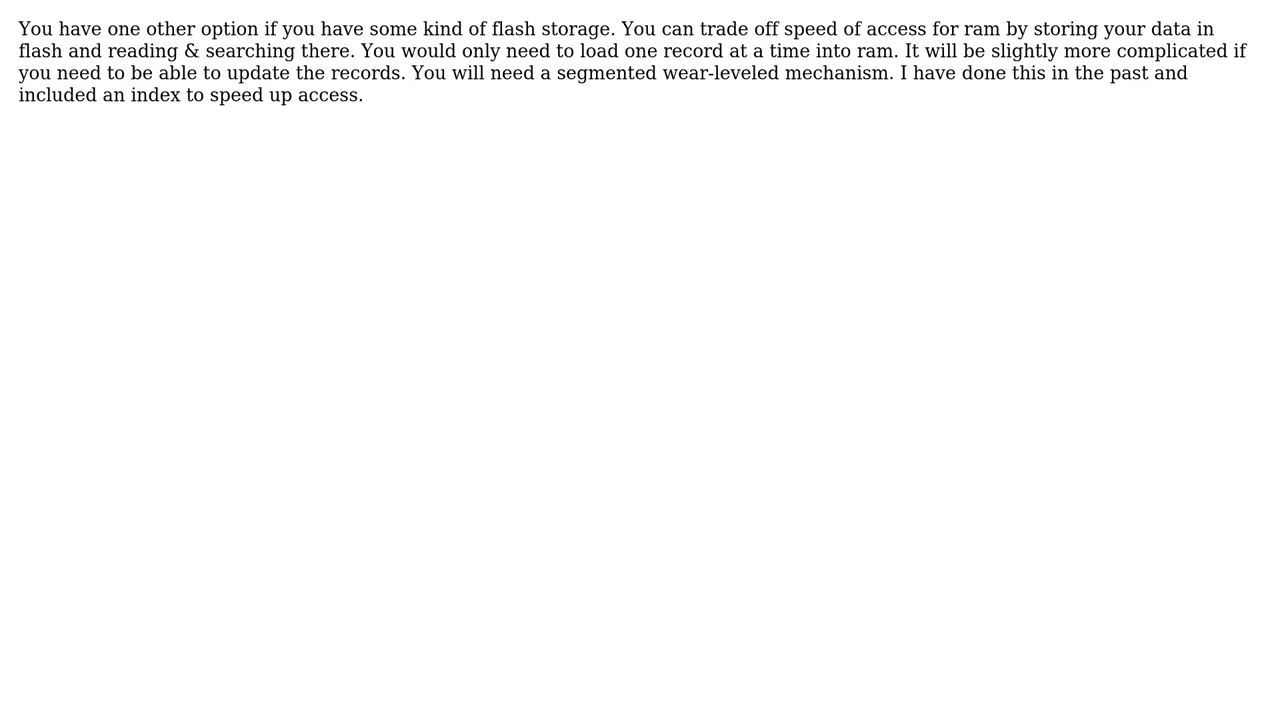 You have one other option if you have some kind of flash storage. You can trade off speed of access for ram by storing your data in
flash and reading & searching there. You would only need to load one record at a time into ram. It will be slightly more complicated if
you need to be able to update the records. You will need a segmented wear-leveled mechanism. I have done this in the past and
included an index to speed up access.